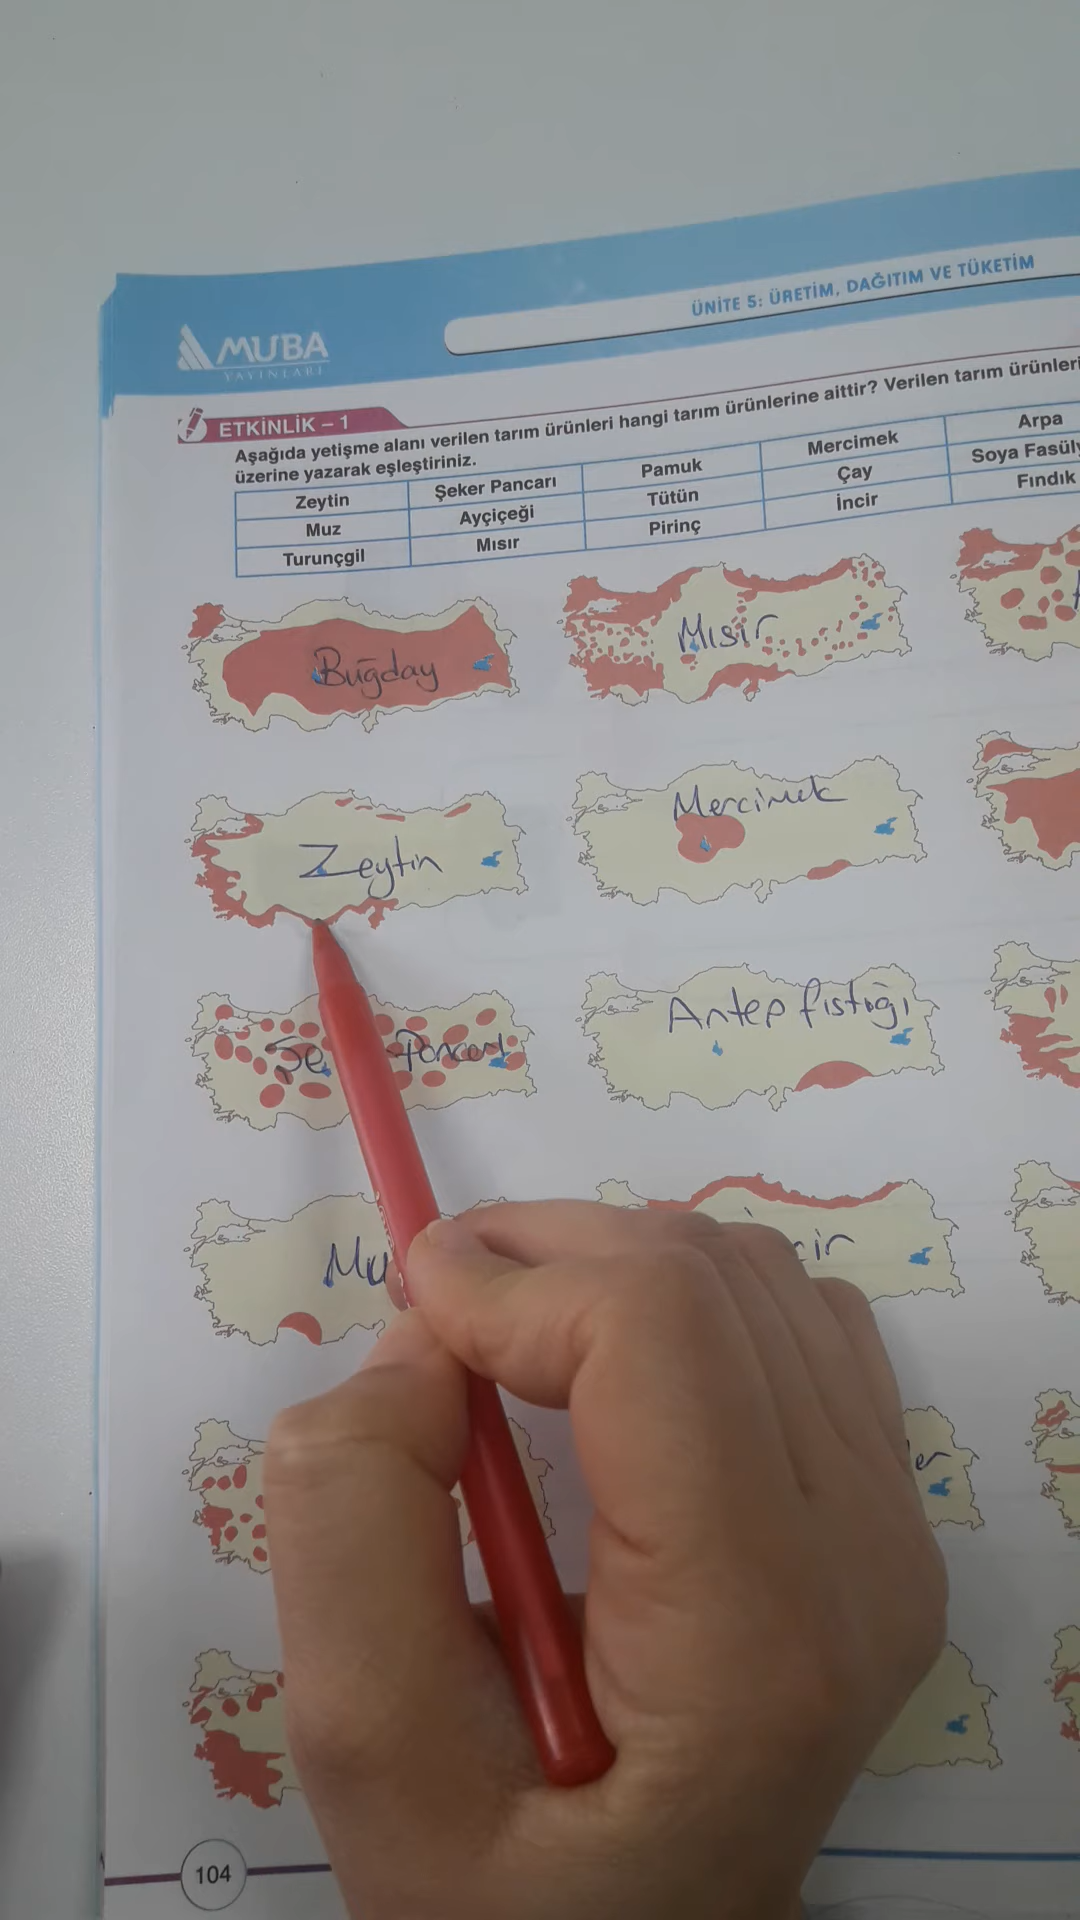 ÜNİTE 5: ÜRETİM, DAĞITIM VE TÜKETİM
MUBA
YAYINLARI
ETKİNLİK – 1
Aşağıda yetişme alanı verilen tarım ürünleri hangi tarım ürünlerine aittir? Verilen tarım ürünleri
üzerine yazarak eşleştiriniz.
Zeytin Şeker Pancarı Pamuk Mercimek Arpa
Muz Ayçiçeği Tütün Çay Soya
Turunçgil Mısır Pirinç İncir Fındık
Buğday Mısır
Zeytin Mercimek
Antep fıstığı
104